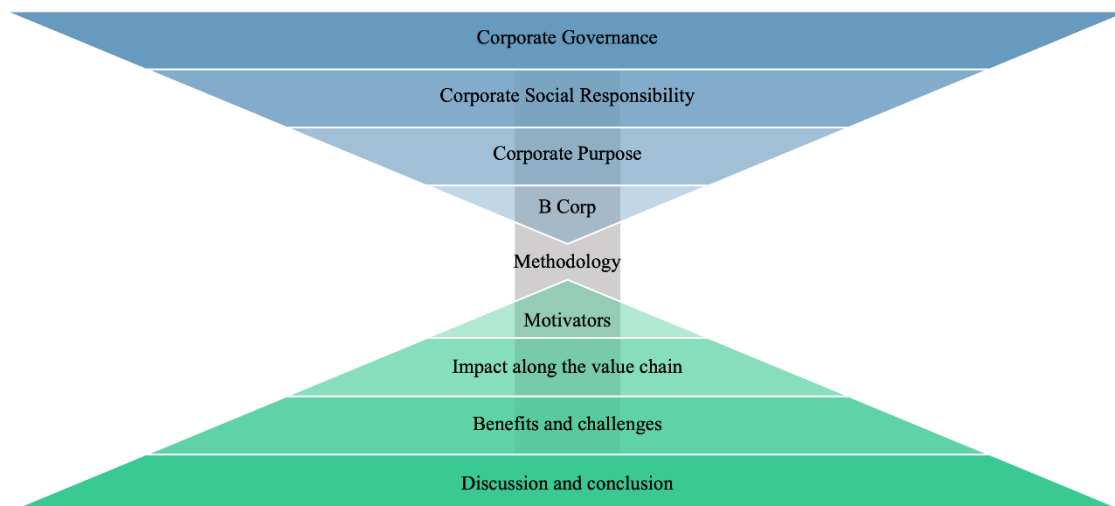 Corporate Governance
Corporate Social Responsibility
Corporate Purpose
B Corp
Methodology
Motivators
Impact along the value chain
Benefits and challenges
Discussion and conclusion